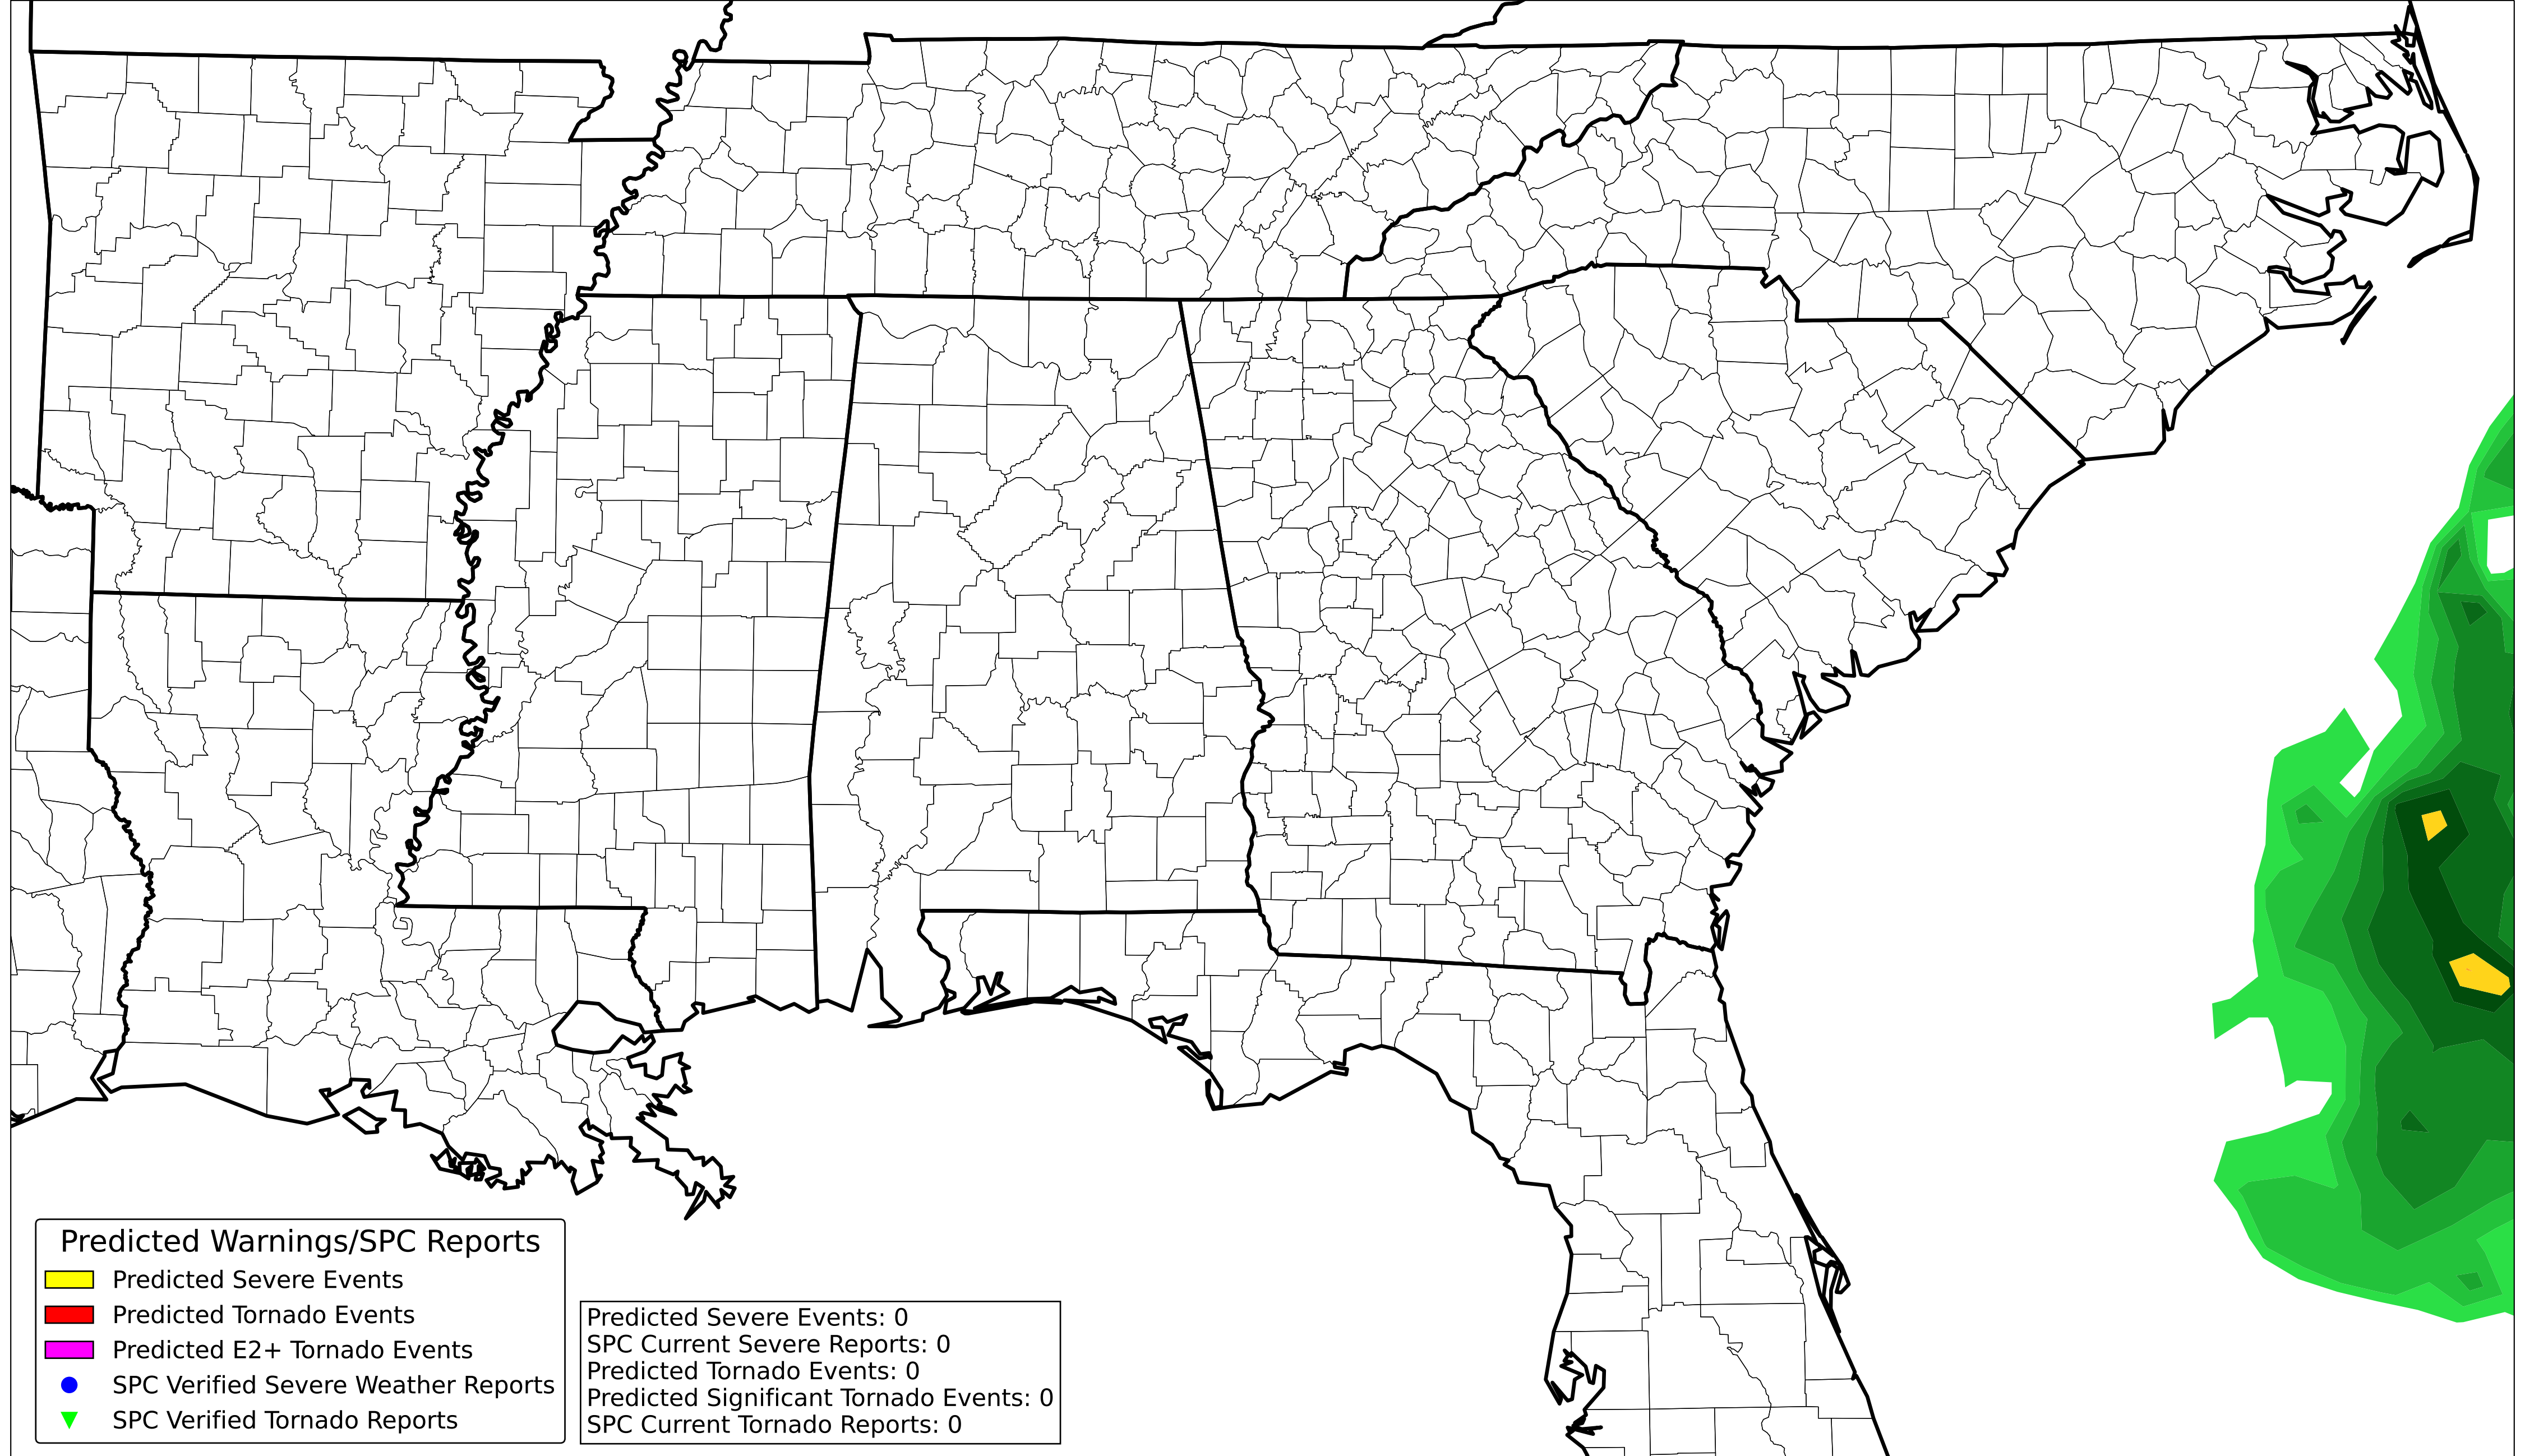 Predicted Warnings/SPC Reports
Predicted Severe Events
Predicted Tornado Events
Predicted E2+ Tornado Events
SPC Verified Severe Weather Reports
SPC Verified Tornado Reports
Predicted Severe Events: 0
SPC Current Severe Reports: 0
Predicted Tornado Events: 0
Predicted Significant Tornado Events: 0
SPC Current Tornado Reports: 0